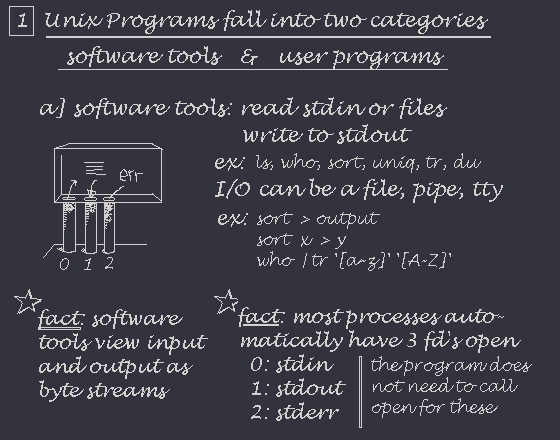 1 Unix Programs fall into two categories
software tools & user programs
a] software tools: read stdin or files
write to stdout
ex: ls, who, sort, uniq, tr, du
I/O can be a file, pipe, tty
ex: sort > output
sort x > y
who | tr '[a-z]' '[A-Z]'
err
0 1 2
fact: software
tools view input
and output as
byte streams
fact: most processes auto-
matically have 3 fd's open
0: stdin
1: stdout
2: stderr
the program does
not need to call
open for these